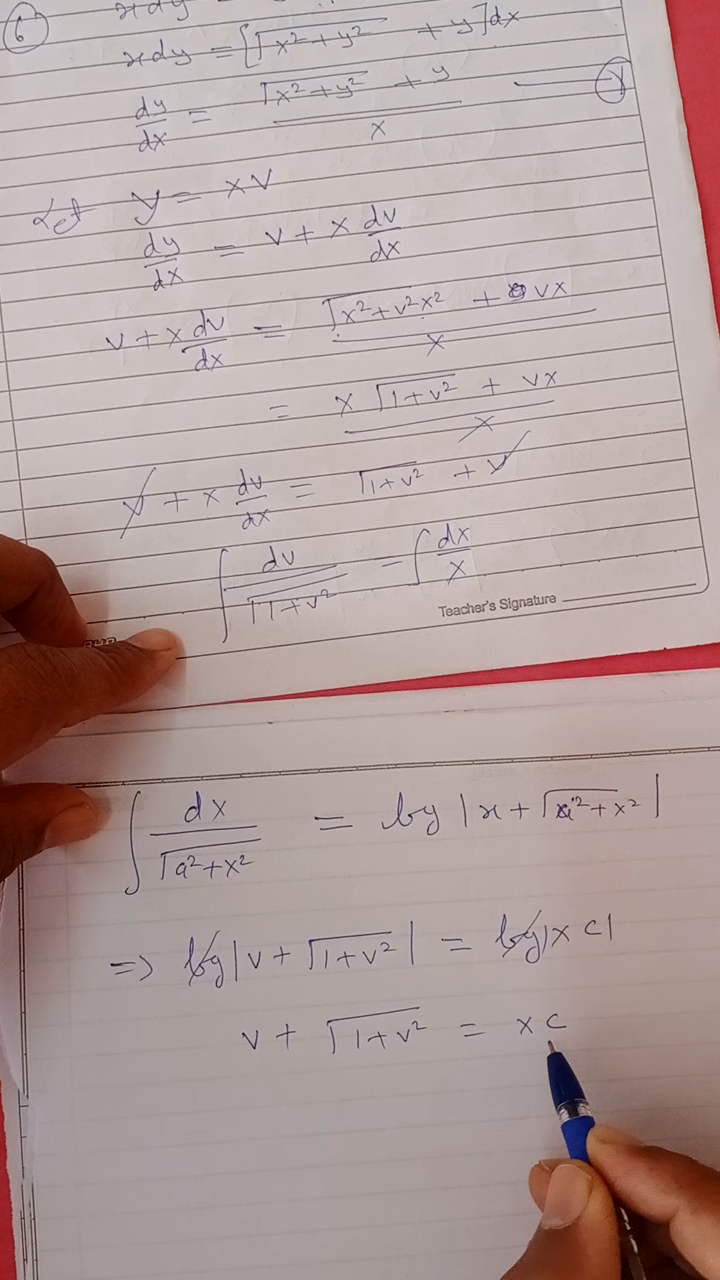 6
xdy =
xdy = [√x²+y² + y]dx
dy/dx = (√x²+y² + y)/x
Let y = xv
dy/dx = v + x dv/dx
v + x dv/dx = (√x²+v²x² + vx)/x
= (x √1+v² + vx)/x
v + x dv/dx = √1+v² + v
∫ dv/√1+v² = ∫ dx/x
Teacher's Signature
∫ dx/√a²+x² = log |x + √a²+x²|
=> log |v + √1+v²| = log |x c|
v + √1+v² = x c